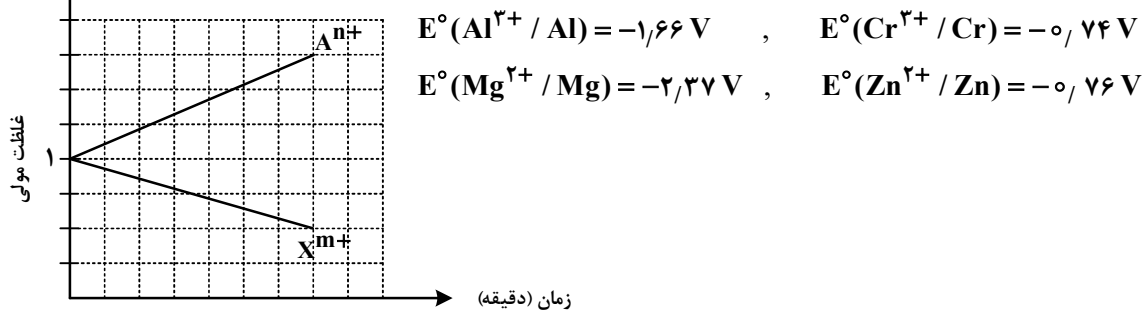 E°(Al³⁺ / Al) = −۱/۶۶ V , E°(Cr³⁺ / Cr) = −۰/۷۴ V
E°(Mg²⁺ / Mg) = −۲/۳۷ V , E°(Zn²⁺ / Zn) = −۰/۷۶ V
Aⁿ⁺
غلظت مولی
۱
Xᵐ⁺
زمان (دقیقه)